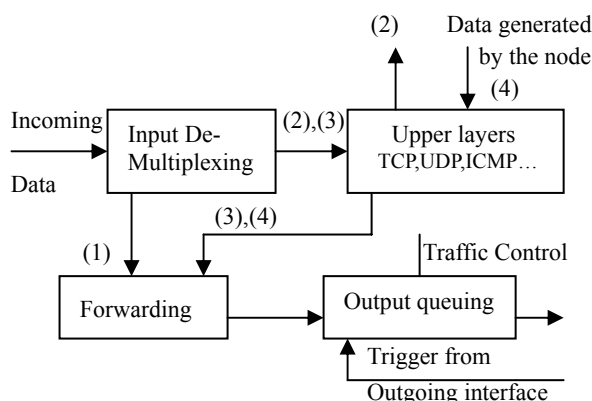 (2)
Data generated
by the node
(4)
Incoming
Data
Input De-
Multiplexing
(2),(3)
Upper layers
TCP,UDP,ICMP…
(3),(4)
(1)
Traffic Control
Forwarding
Output queuing
Trigger from
Outgoing interface